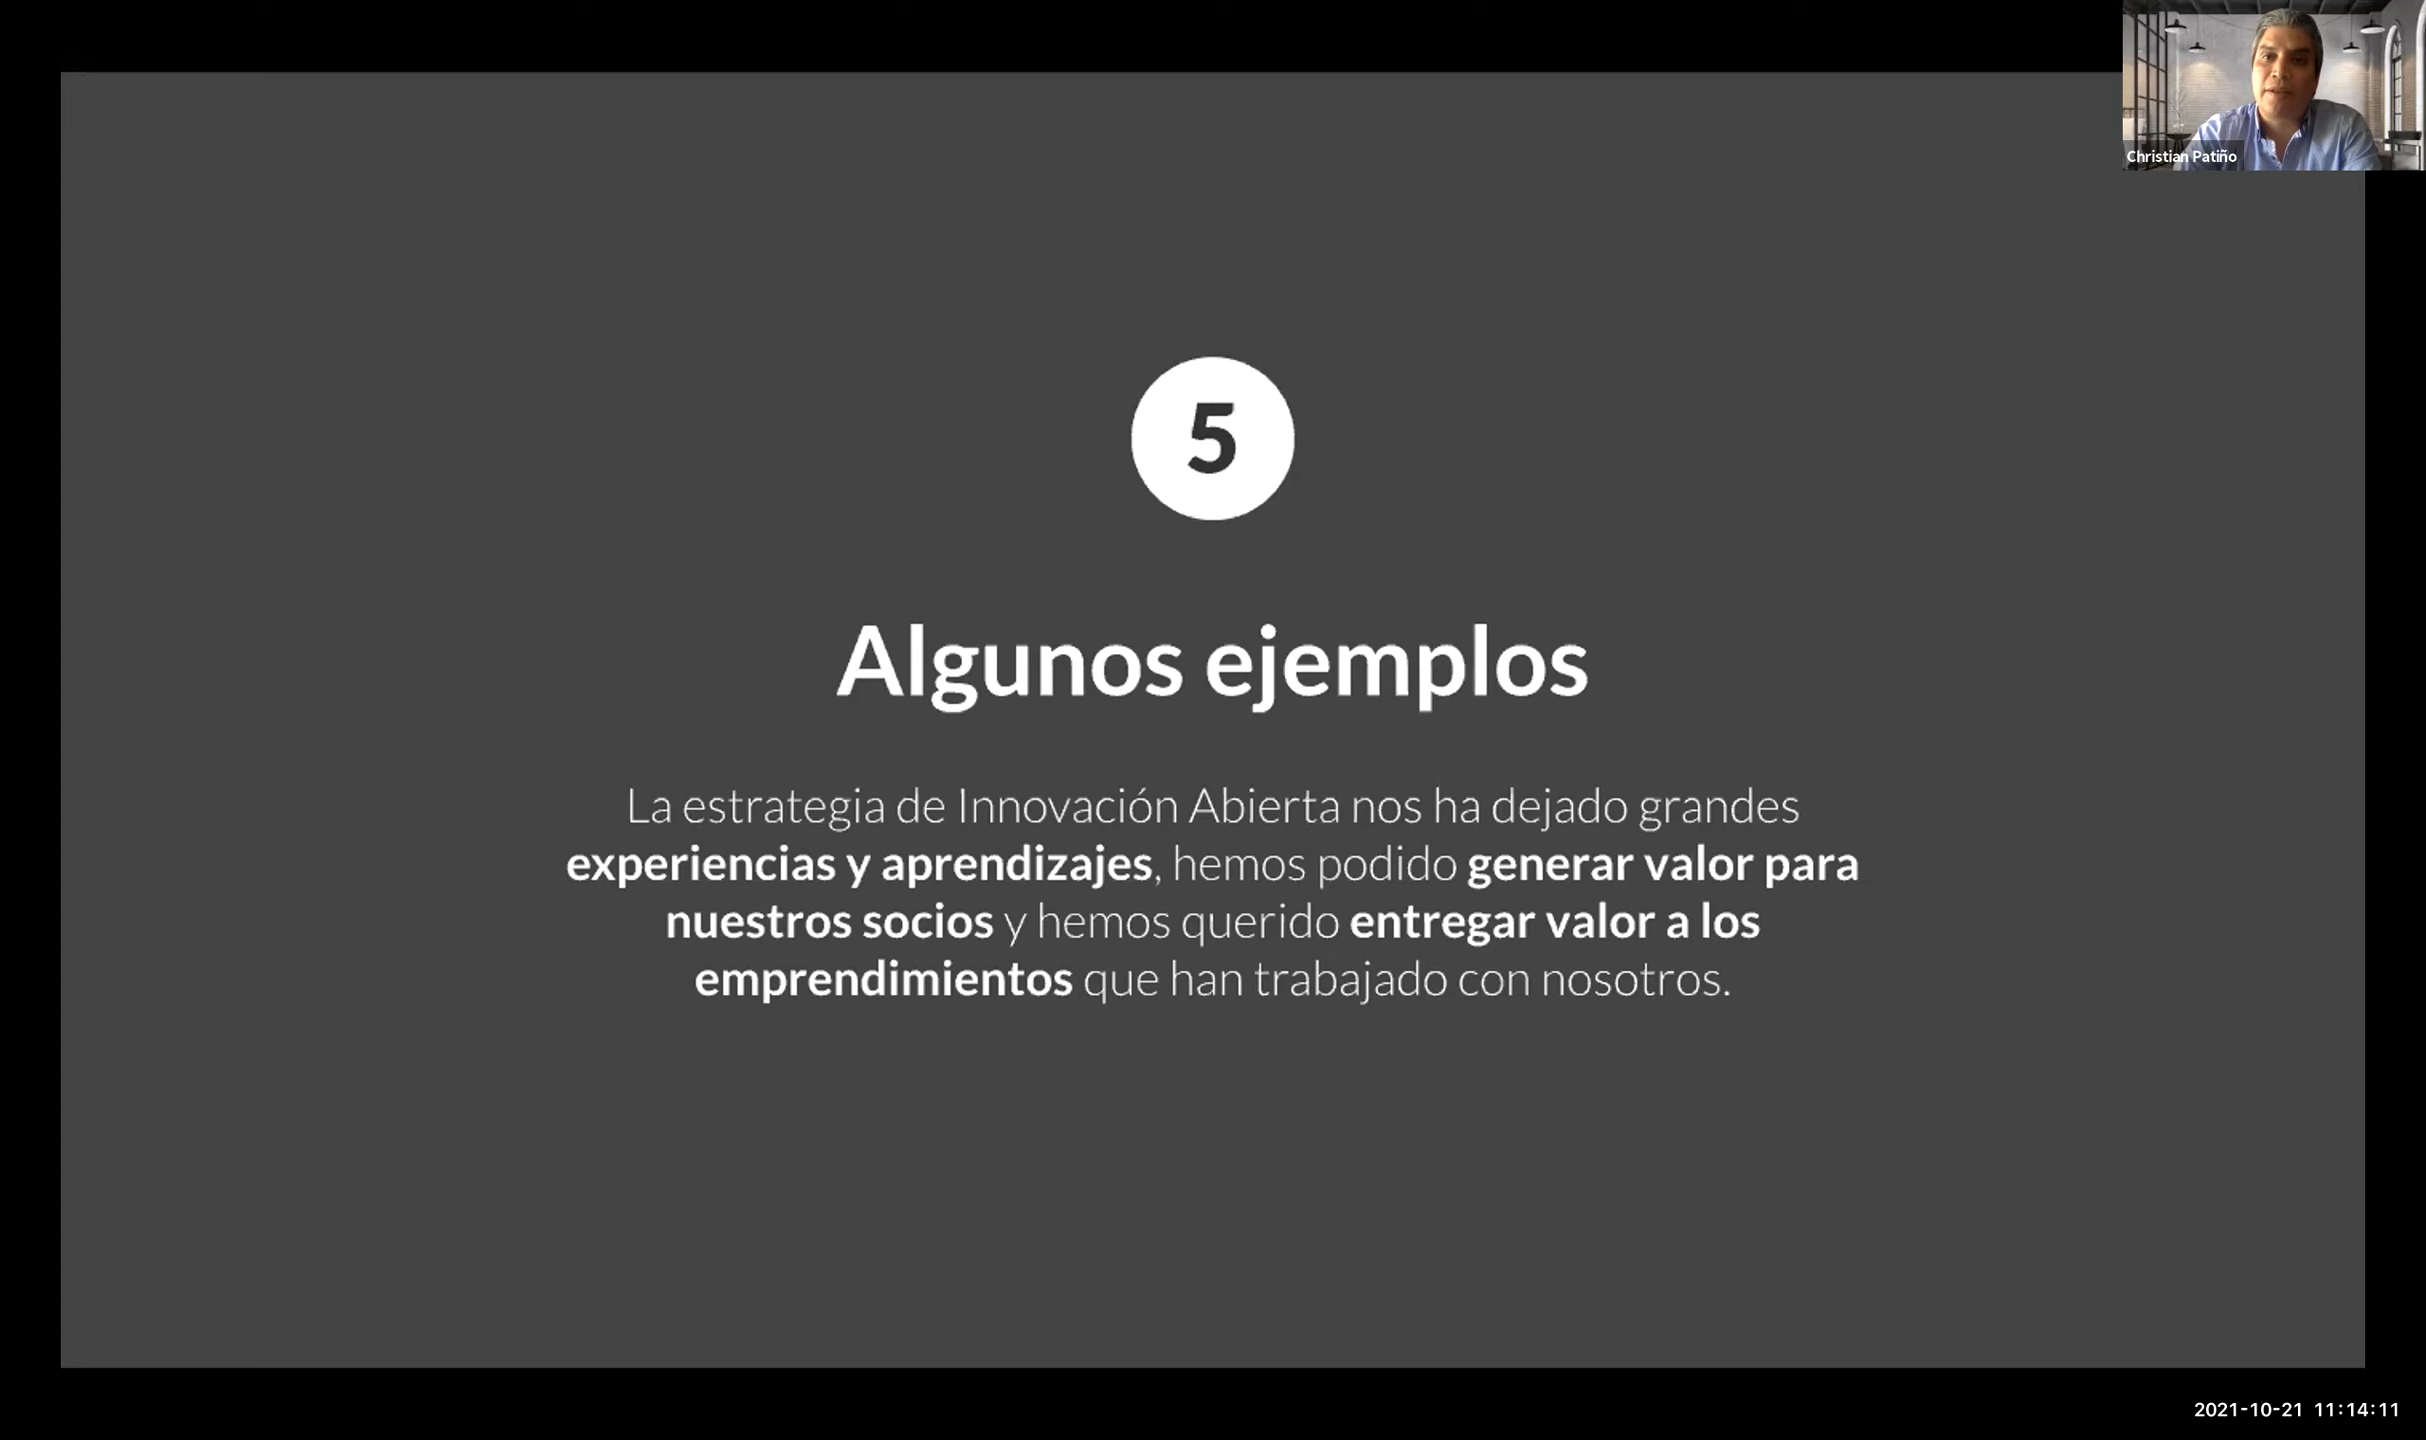 Christian Patiño
5
Algunos ejemplos
La estrategia de Innovación Abierta nos ha dejado grandes
experiencias y aprendizajes, hemos podido generar valor para
nuestros socios y hemos querido entregar valor a los
emprendimientos que han trabajado con nosotros.
2021-10-21 11:14:11